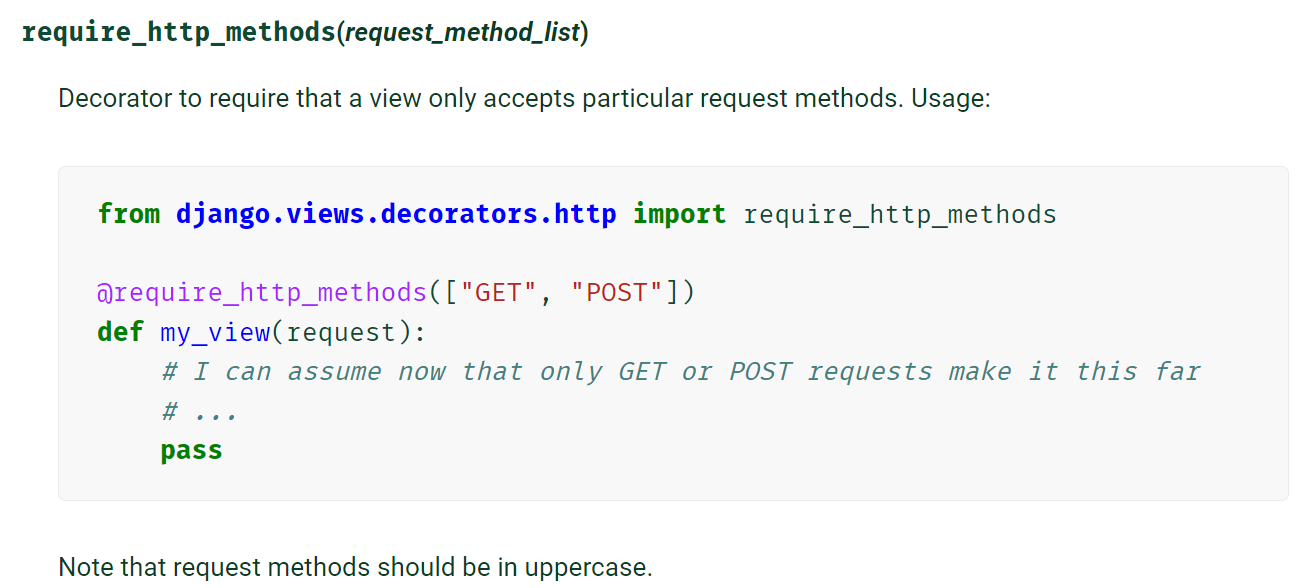 require_http_methods(request_method_list)
Decorator to require that a view only accepts particular request methods. Usage:
from django.views.decorators.http import require_http_methods
@require_http_methods(["GET", "POST"])
def my_view(request):
    # I can assume now that only GET or POST requests make it this far
    # ...
    pass
Note that request methods should be in uppercase.